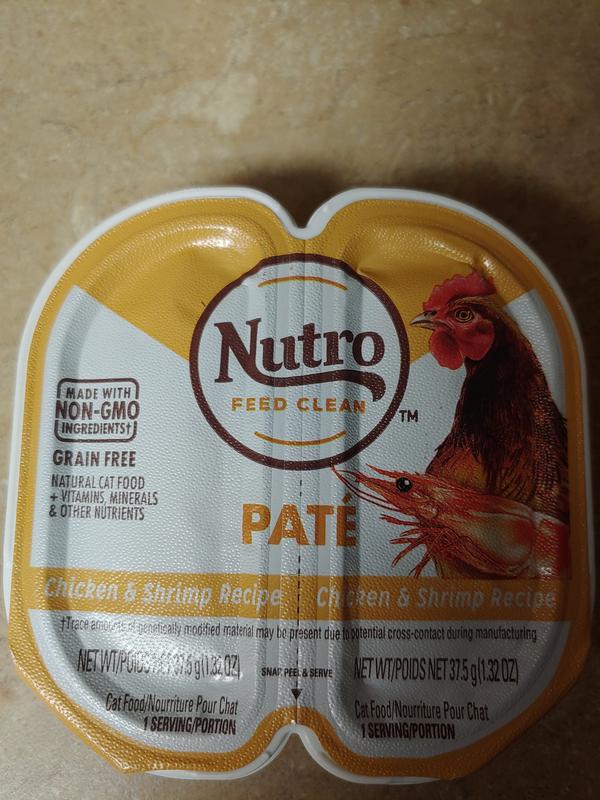 Nutro
FEED CLEAN
TM
MADE WITH
NON-GMO
INGREDIENTS†
GRAIN FREE
NATURAL CAT FOOD
+ VITAMINS, MINERALS
& OTHER NUTRIENTS
PATÉ
Chicken & Shrimp Recipe
Chicken & Shrimp Recipe
†Trace amounts of genetically modified material may be present due to potential cross-contact during manufacturing
NET WT/POIDS NET 37.5 g (1.32 OZ)
SNAP, PEEL & SERVE
NET WT/POIDS NET 37.5 g (1.32 OZ)
Cat Food/Nourriture Pour Chat
1 SERVING/PORTION
Cat Food/Nourriture Pour Chat
1 SERVING/PORTION